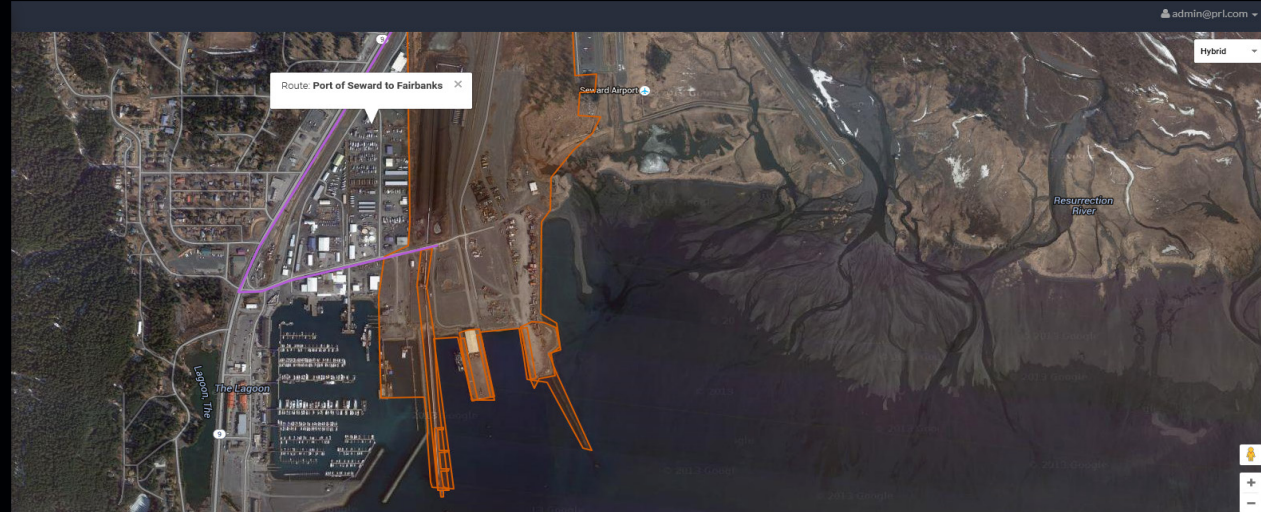 admin@prl.com
Hybrid
9
Route: Port of Seward to Fairbanks ×
Seward Airport
Resurrection
River
The Lagoon
Lagoon, The
9
+
−